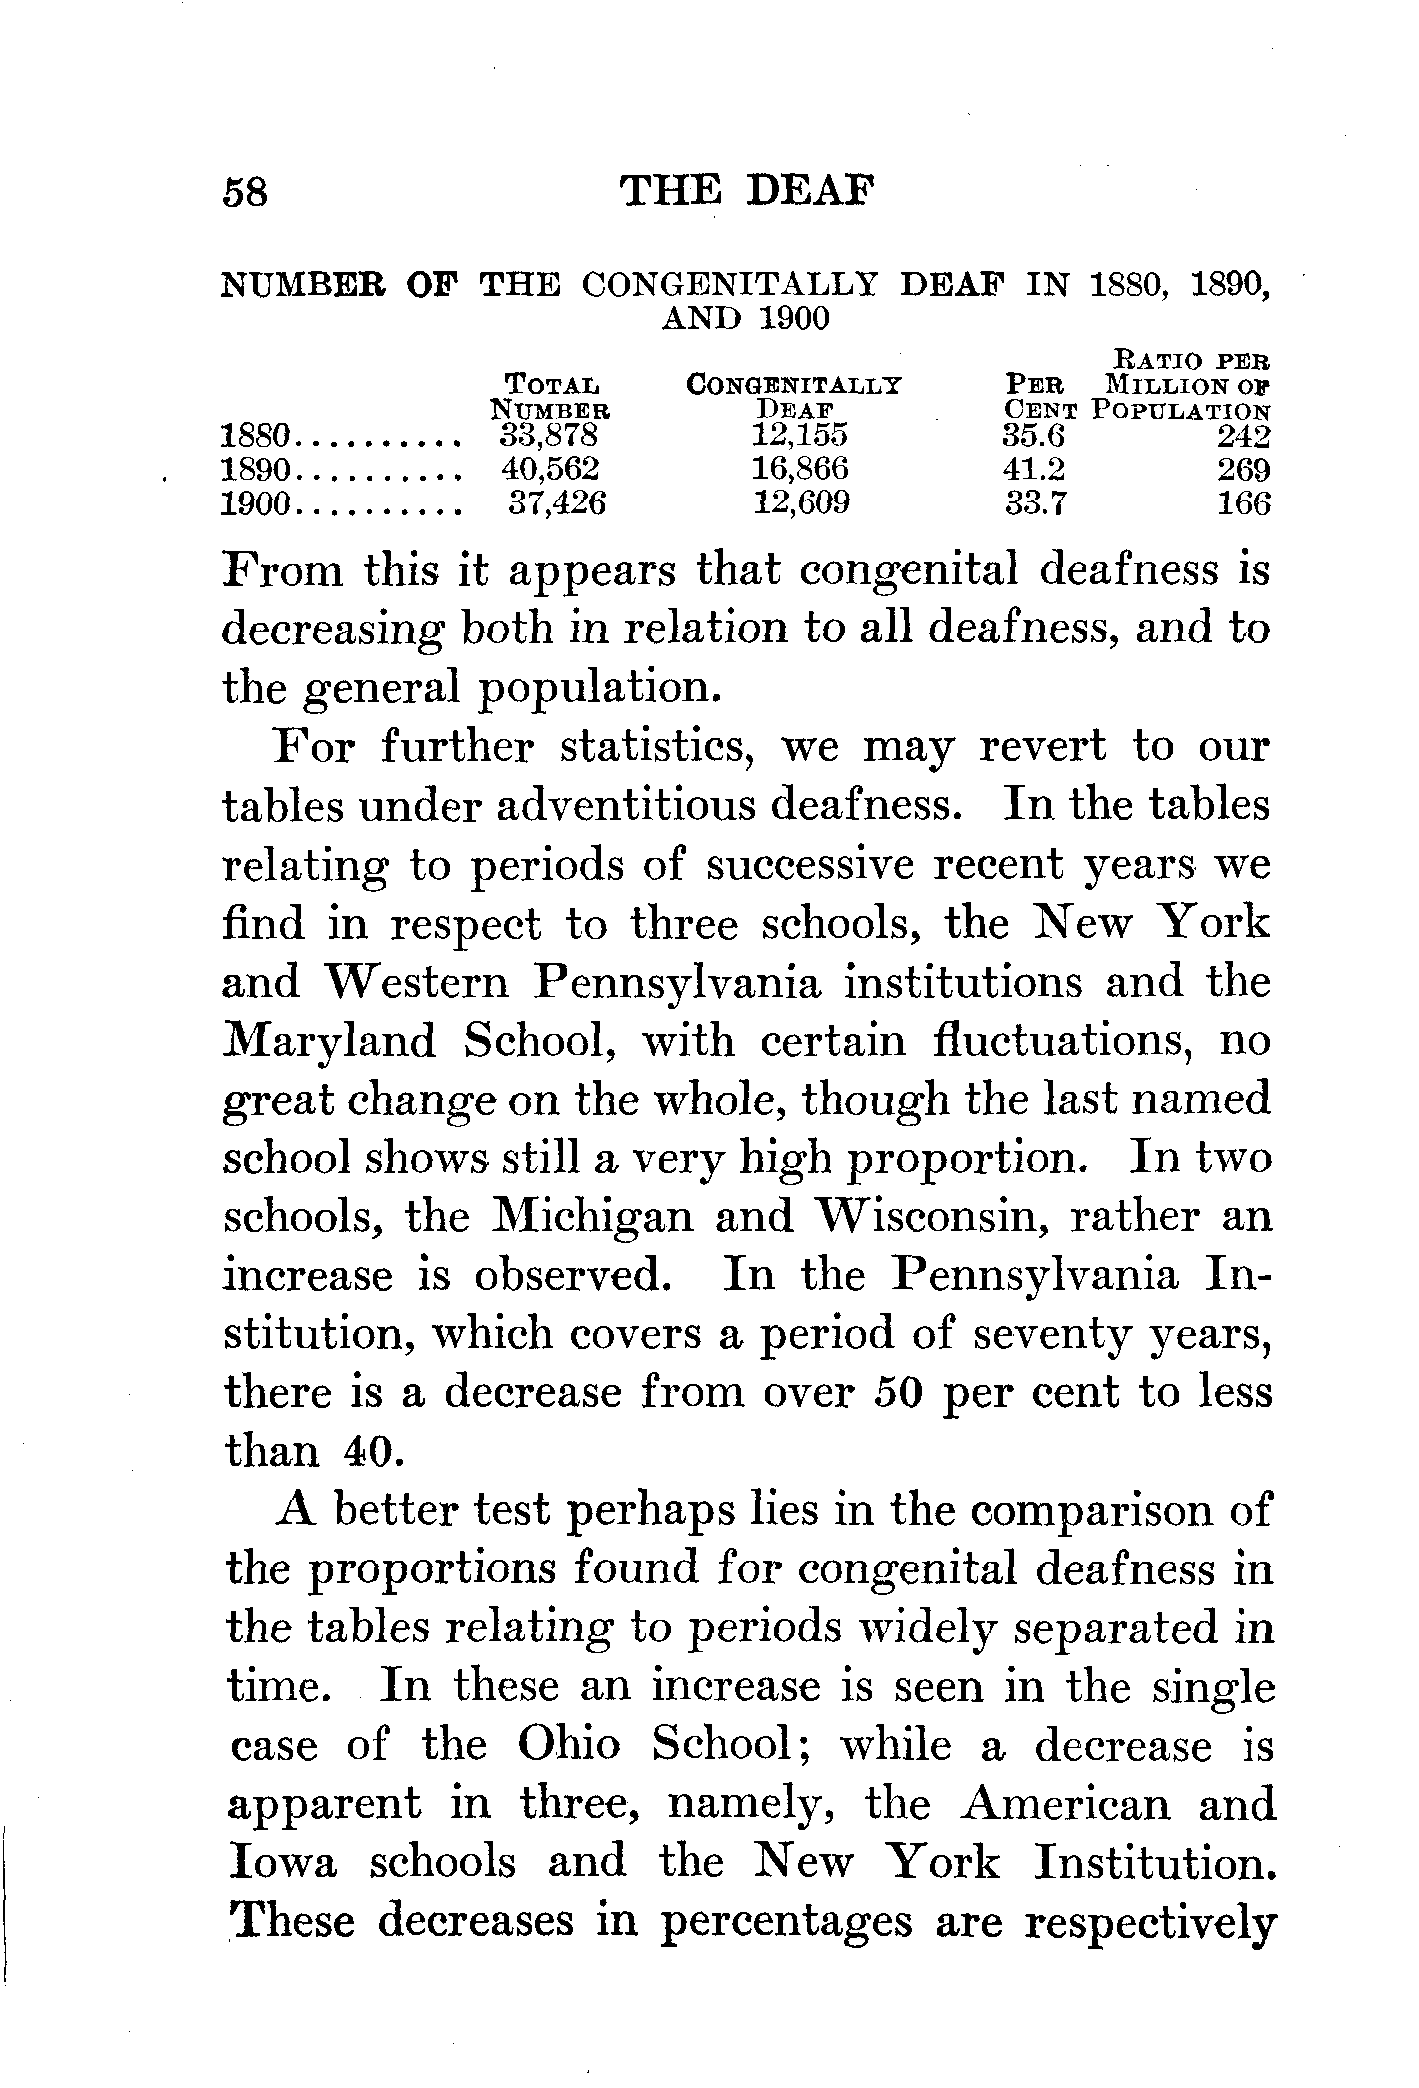 58 THE DEAF
NUMBER OF THE CONGENITALLY DEAF IN 1880, 1890,
AND 1900
RATIO PER
TOTAL CONGENITALLY PER MILLION OF
NUMBER DEAF CENT POPULATION
1880.......... 33,878 12,155 35.6 242
1890.......... 40,562 16,866 41.2 269
1900.......... 37,426 12,609 33.7 166
From this it appears that congenital deafness is
decreasing both in relation to all deafness, and to
the general population.
For further statistics, we may revert to our
tables under adventitious deafness. In the tables
relating to periods of successive recent years we
find in respect to three schools, the New York
and Western Pennsylvania institutions and the
Maryland School, with certain fluctuations, no
great change on the whole, though the last named
school shows still a very high proportion. In two
schools, the Michigan and Wisconsin, rather an
increase is observed. In the Pennsylvania In-
stitution, which covers a period of seventy years,
there is a decrease from over 50 per cent to less
than 40.
A better test perhaps lies in the comparison of
the proportions found for congenital deafness in
the tables relating to periods widely separated in
time. In these an increase is seen in the single
case of the Ohio School; while a decrease is
apparent in three, namely, the American and
Iowa schools and the New York Institution.
These decreases in percentages are respectively